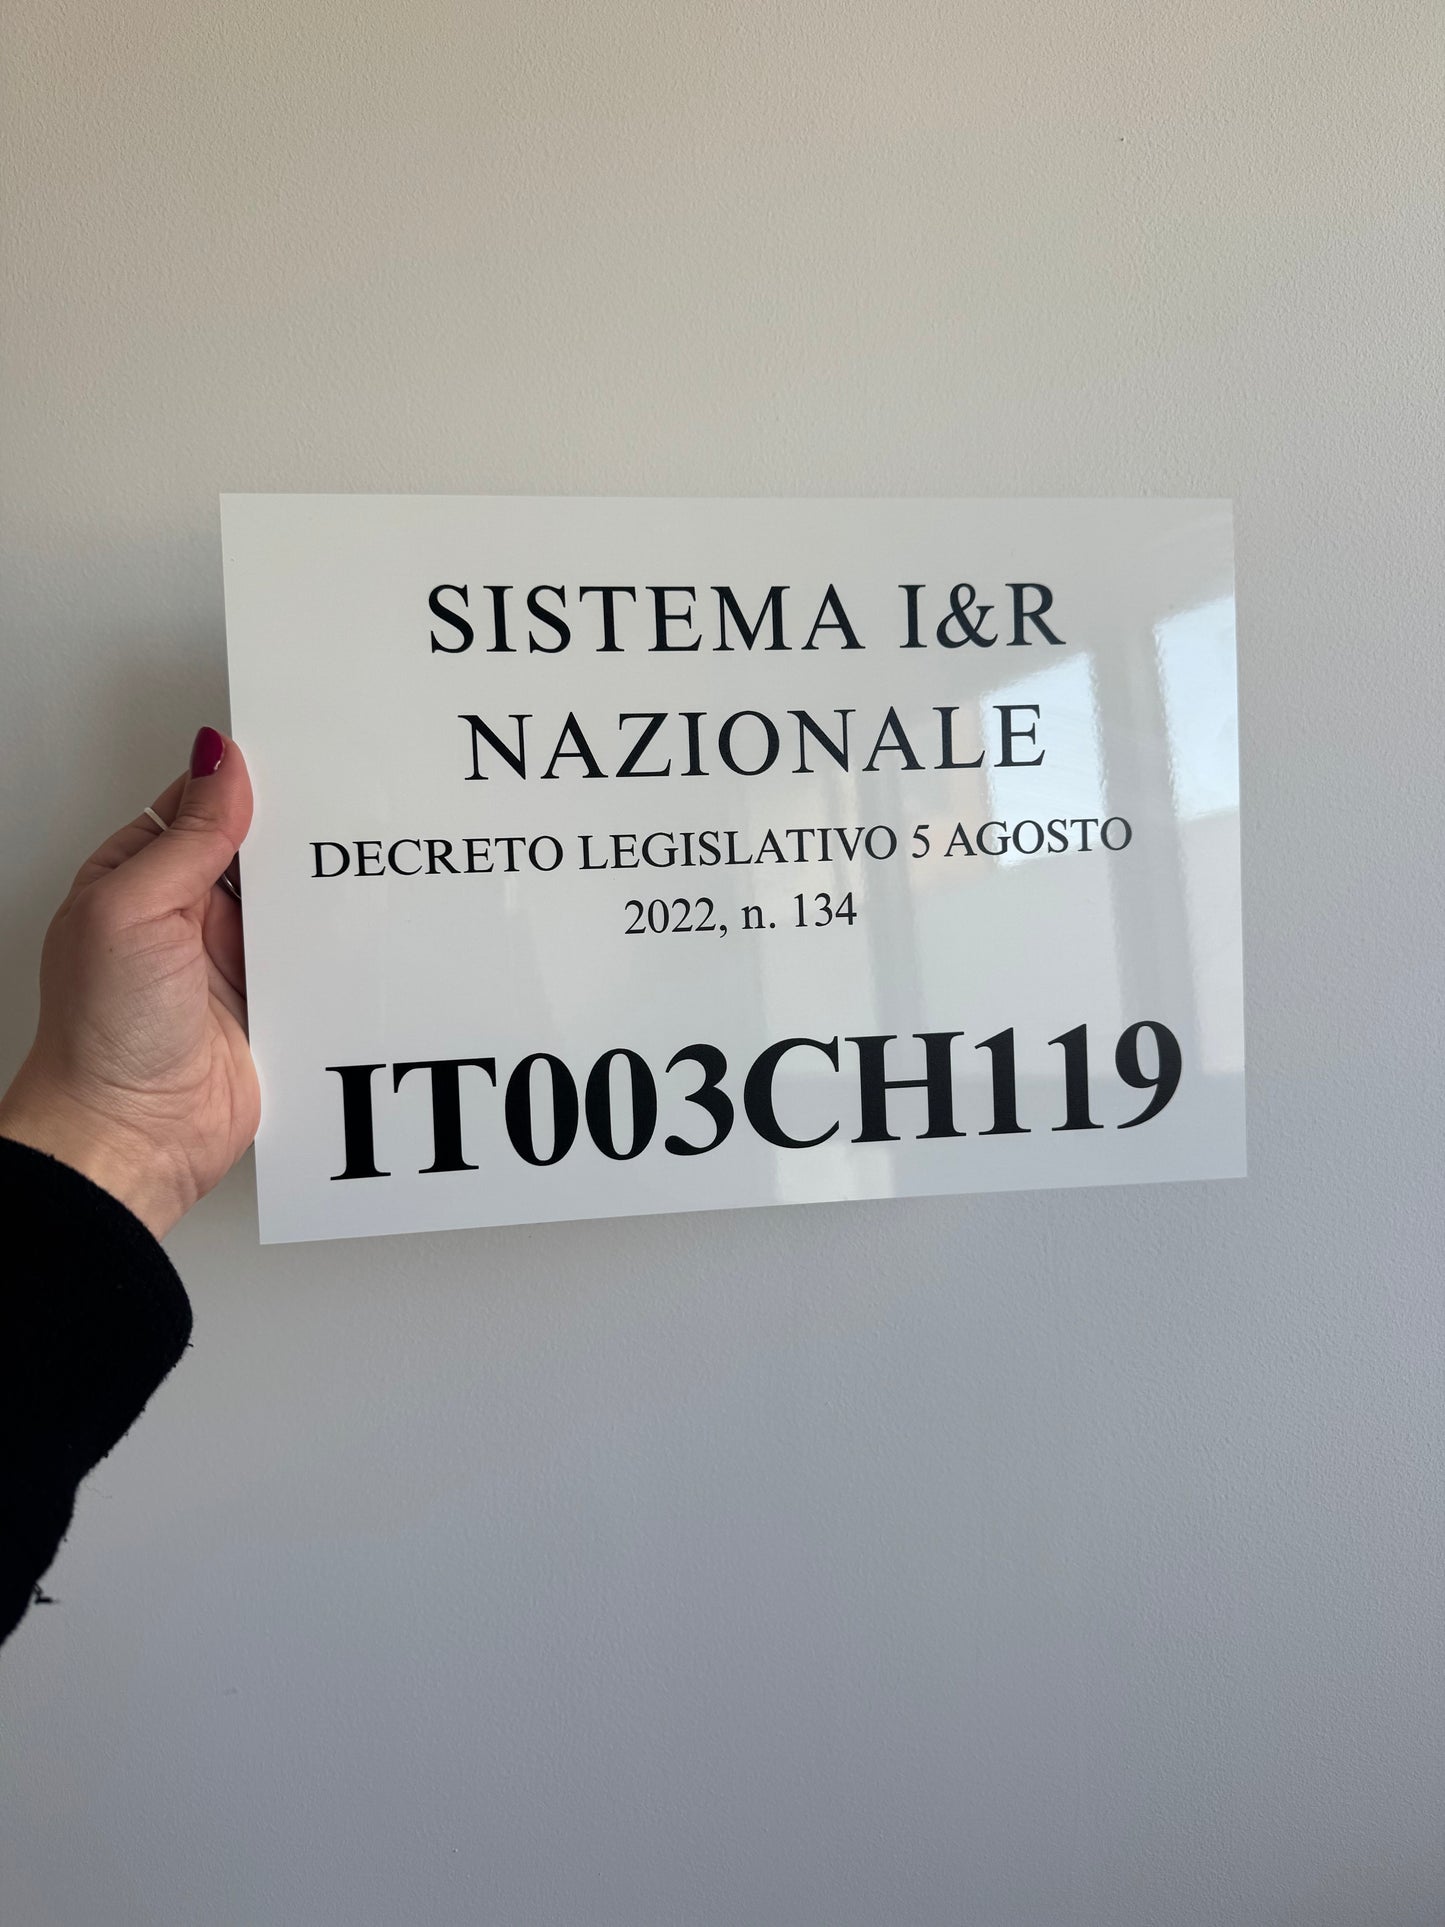 SISTEMA I&R
NAZIONALE
DECRETO LEGISLATIVO 5 AGOSTO
2022, n. 134
IT003CH119